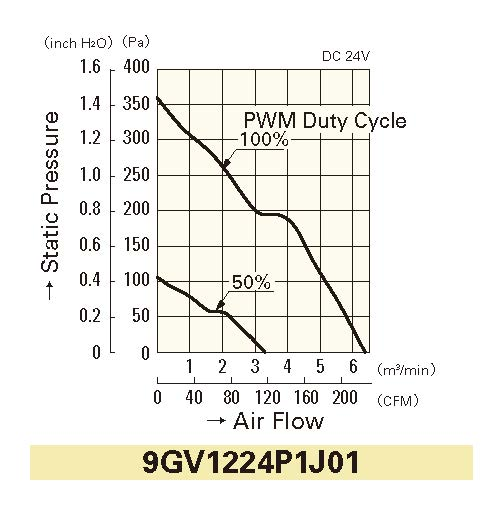 (inch H₂O) (Pa)
DC 24V
1.6 400
1.4 350
PWM Duty Cycle
1.2 300
100%
1.0 250
0.8 200
0.6 150
0.4 100
50%
0.2 50
0 0
→ Static Pressure
1 2 3 4 5 6 (m³/min)
0 40 80 120 160 200 (CFM)
→ Air Flow
9GV1224P1J01